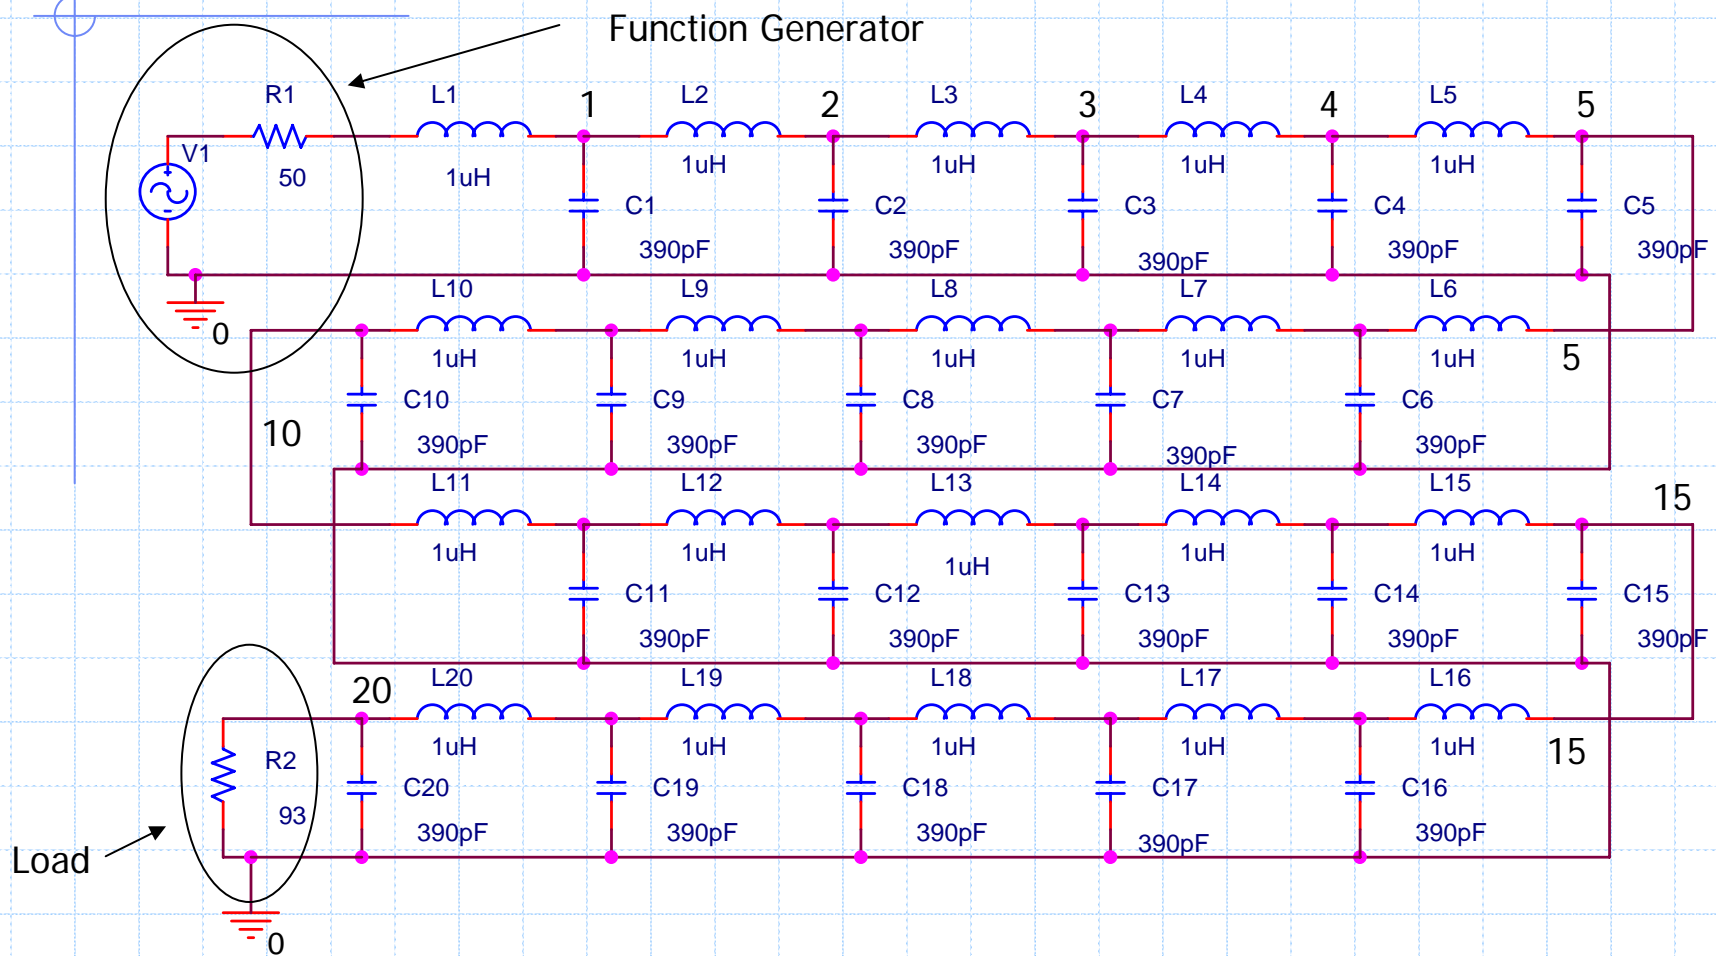 Function Generator
R1
L1
1
L2
2
L3
3
L4
4
L5
5
V1
50
1uH
1uH
1uH
1uH
1uH
C1
C2
C3
C4
C5
390pF
390pF
390pF
390pF
390pF
0
L10
L9
L8
L7
L6
1uH
1uH
1uH
1uH
1uH
5
10
C10
C9
C8
C7
C6
390pF
390pF
390pF
390pF
390pF
L11
L12
L13
L14
L15
15
1uH
1uH
1uH
1uH
1uH
C11
C12
C13
C14
C15
390pF
390pF
390pF
390pF
390pF
20
L20
L19
L18
L17
L16
1uH
1uH
1uH
1uH
1uH
15
R2
93
C20
C19
C18
C17
C16
390pF
390pF
390pF
390pF
390pF
Load
0